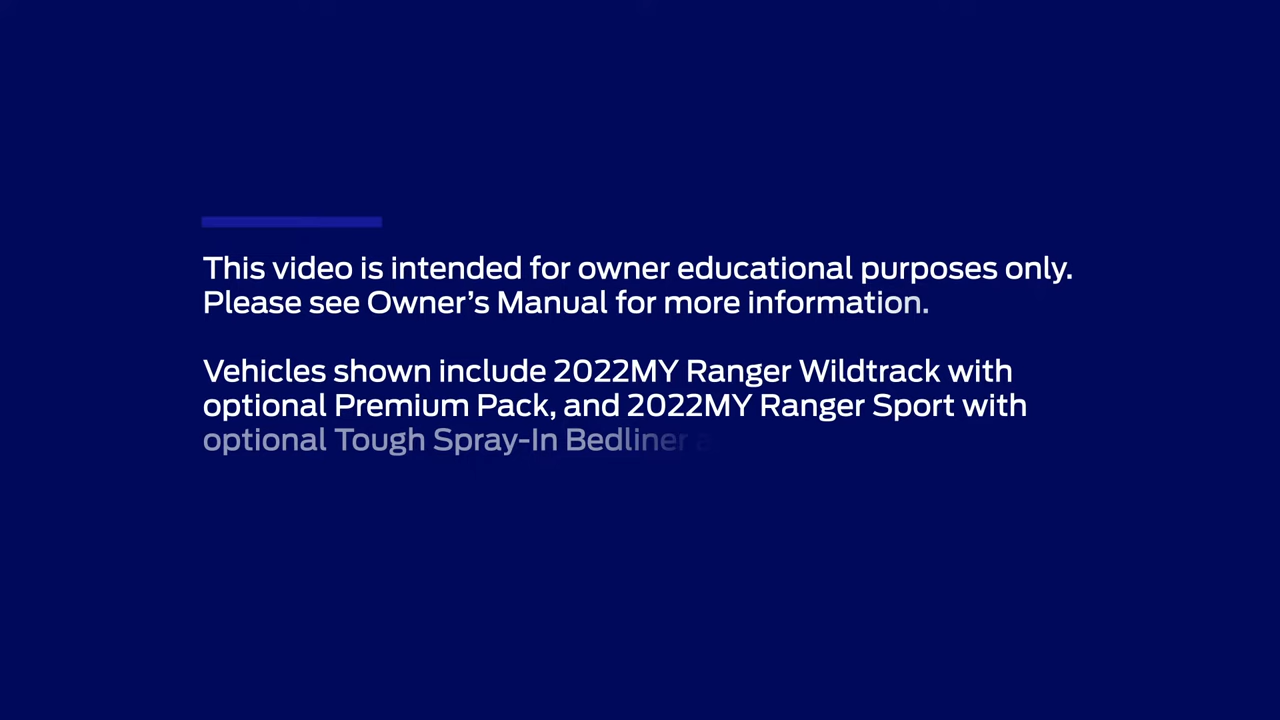 This video is intended for owner educational purposes only.
Please see Owner’s Manual for more information.
Vehicles shown include 2022MY Ranger Wildtrack with
optional Premium Pack, and 2022MY Ranger Sport with
optional Tough Spray-In Bedliner